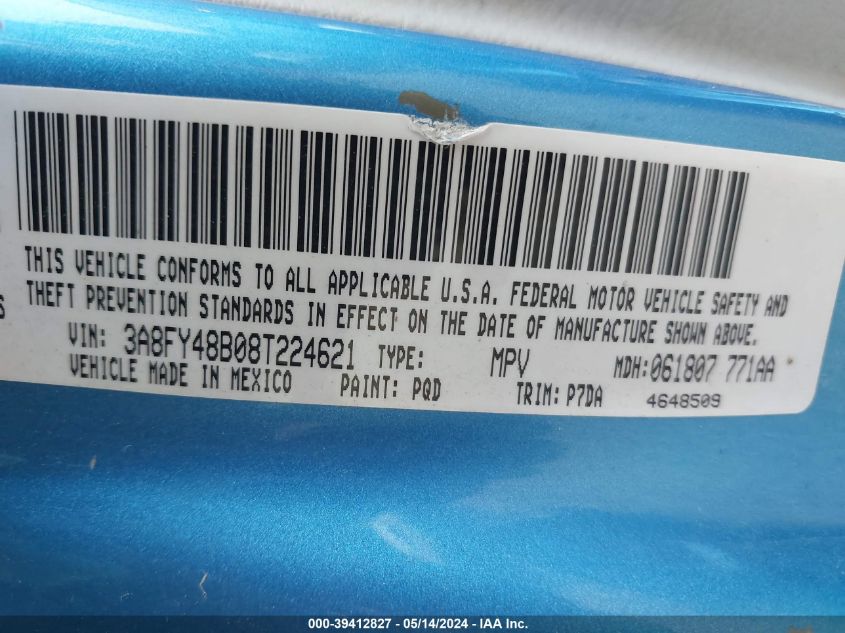 THIS VEHICLE CONFORMS TO ALL APPLICABLE U.S.A. FEDERAL MOTOR VEHICLE SAFETY AND
THEFT PREVENTION STANDARDS IN EFFECT ON THE DATE OF MANUFACTURE SHOWN ABOVE.
VIN: 3A8FY48B08T224621 TYPE: MPV MDH:061807 771AA
VEHICLE MADE IN MEXICO PAINT: PQD TRIM: P7DA 4648509
000-39412827 - 05/14/2024 - IAA Inc.